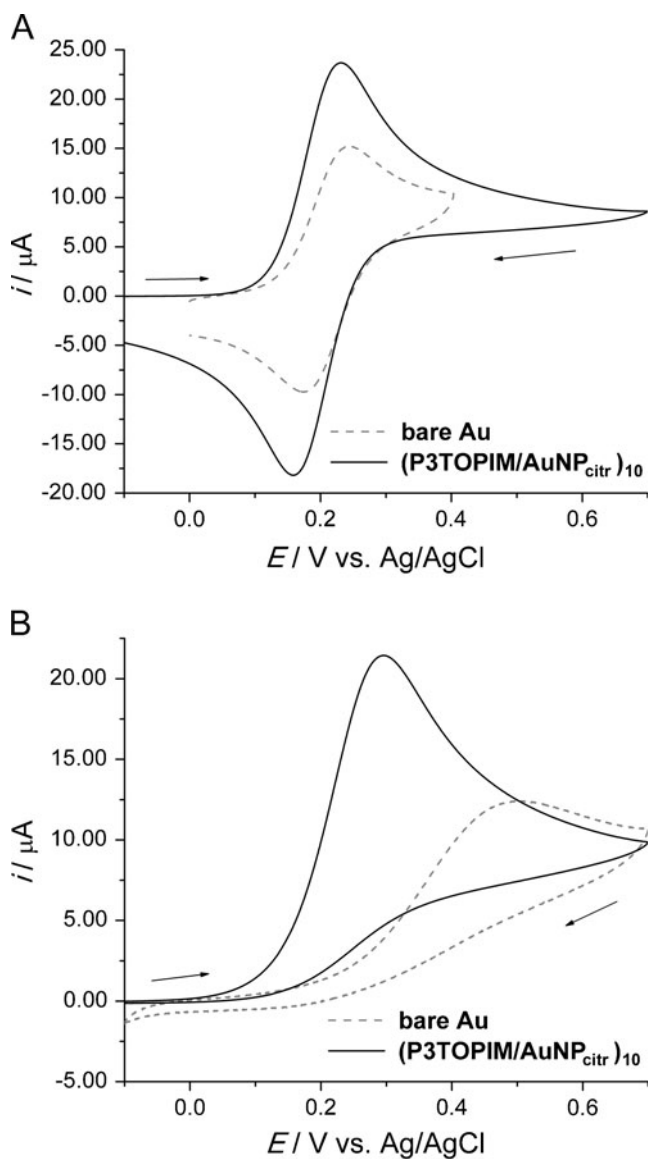 A
25.00
20.00
15.00
10.00
5.00
0.00
-5.00
-10.00
-15.00
-20.00
i / µA
bare Au
(P3TOPIM/AuNPcitr)10
0.0 0.2 0.4 0.6
E / V vs. Ag/AgCl
B
20.00
15.00
10.00
5.00
0.00
-5.00
i / µA
bare Au
(P3TOPIM/AuNPcitr)10
0.0 0.2 0.4 0.6
E / V vs. Ag/AgCl